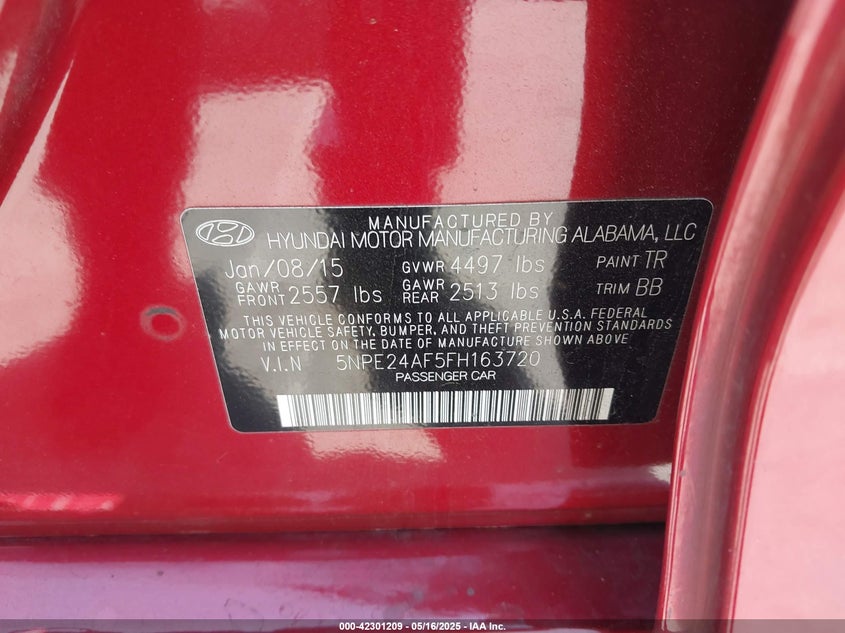 MANUFACTURED BY
HYUNDAI MOTOR MANUFACTURING ALABAMA, LLC
Jan/08/15 GVWR 4497 lbs PAINT TR
GAWR FRONT 2557 lbs GAWR REAR 2513 lbs TRIM BB
THIS VEHICLE CONFORMS TO ALL APPLICABLE U.S.A. FEDERAL
MOTOR VEHICLE SAFETY, BUMPER, AND THEFT PREVENTION STANDARDS
IN EFFECT ON THE DATE OF MANUFACTURE SHOWN ABOVE
V.I.N 5NPE24AF5FH163720
PASSENGER CAR
000-42301209 - 05/16/2025 - IAA Inc.